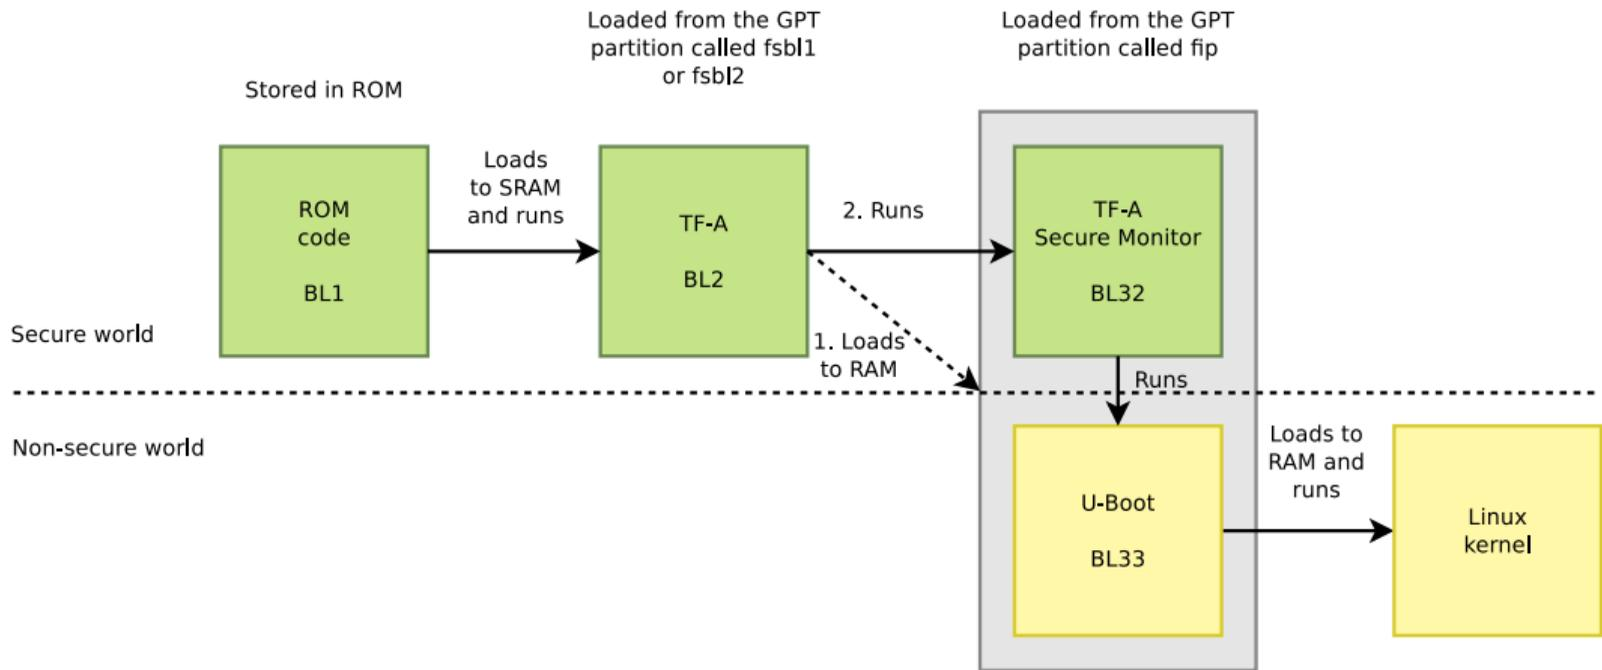 Loaded from the GPT
partition called fsbl1
or fsbl2
Loaded from the GPT
partition called fip
Stored in ROM
ROM
code
BL1
Loads
to SRAM
and runs
TF-A
BL2
2. Runs
1. Loads
to RAM
TF-A
Secure Monitor
BL32
Secure world
Runs
Non-secure world
U-Boot
BL33
Loads to
RAM and
runs
Linux
kernel